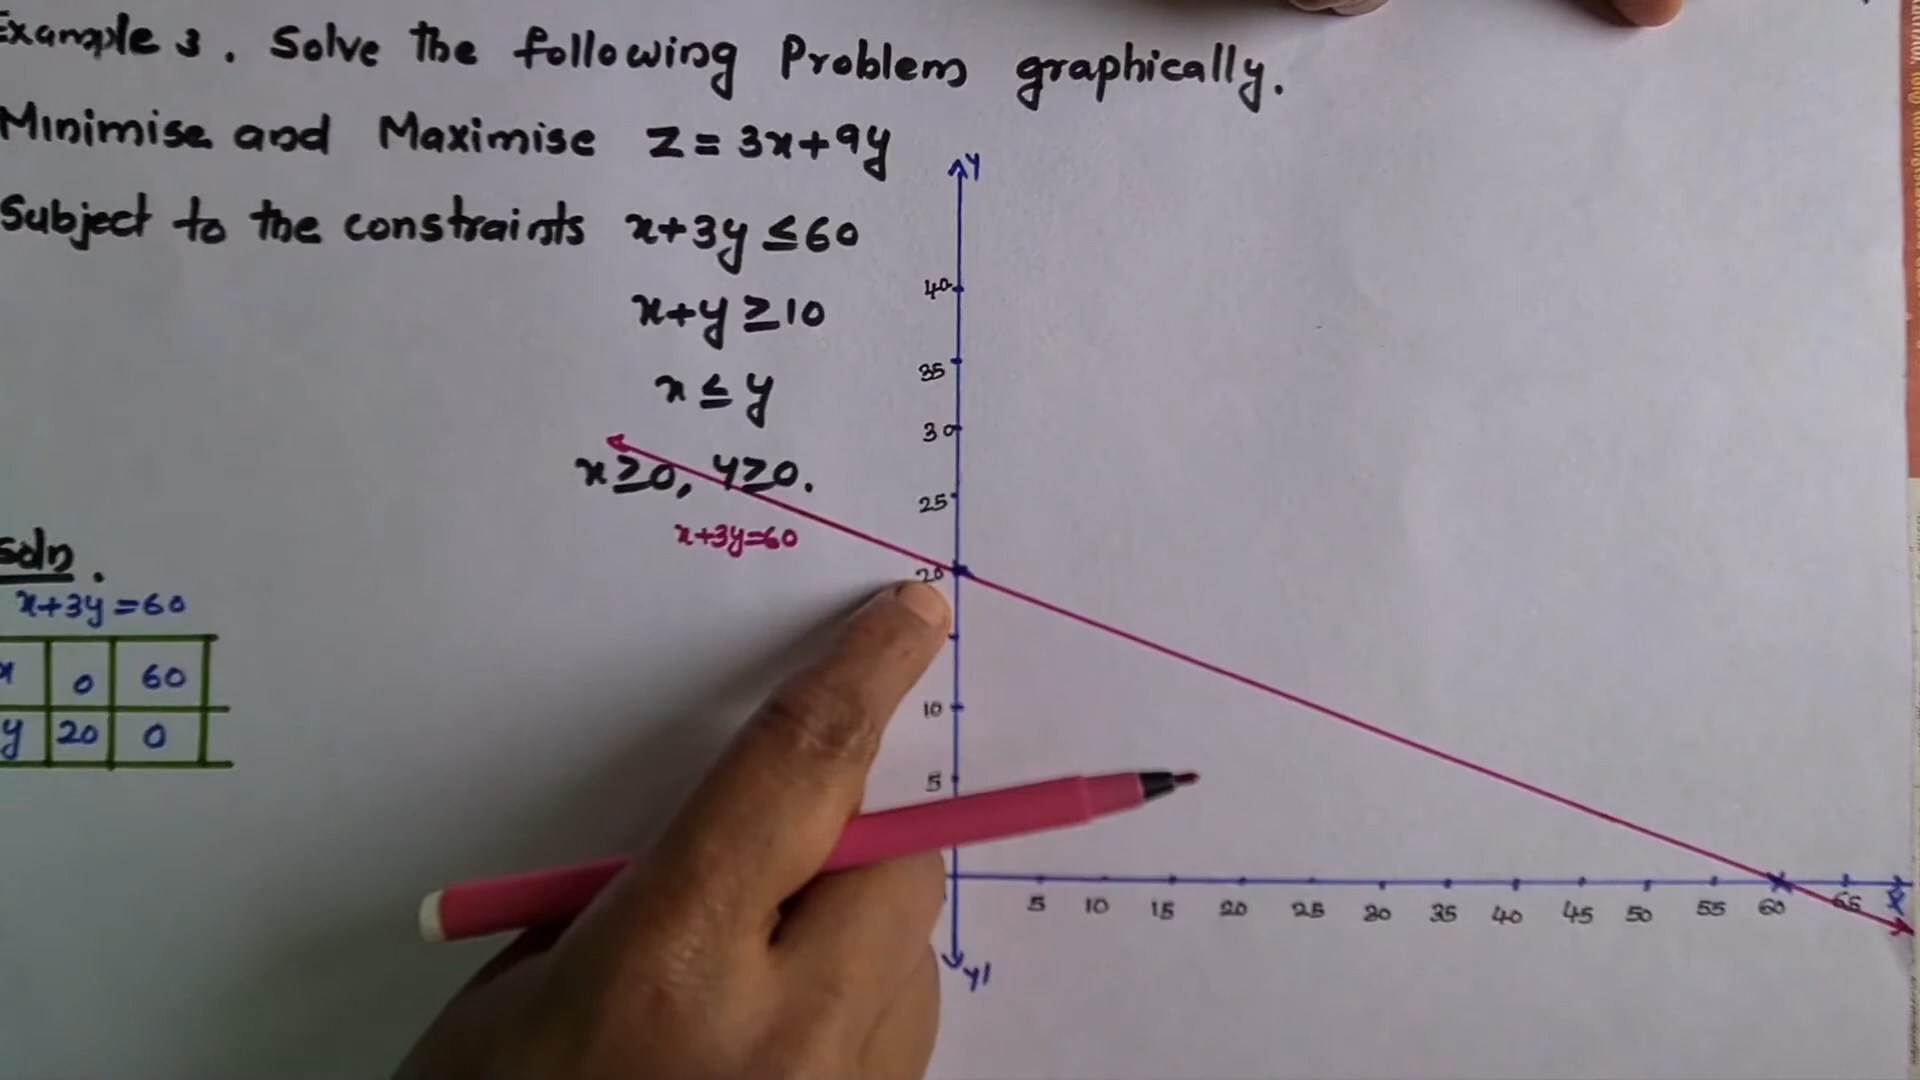 Example 3. Solve the following Problem graphically.
Minimise and Maximise z = 3x+9y
Subject to the constraints x+3y ≤ 60
x+y ≥ 10
x ≤ y
x ≥ 0, y ≥ 0.
x+3y=60
soln.
x+3y=60
x 0 60
y 20 0
Y
40
35
30
25
20
10
5
5 10 15 20 25 30 35 40 45 50 55 60 65 X
Y1